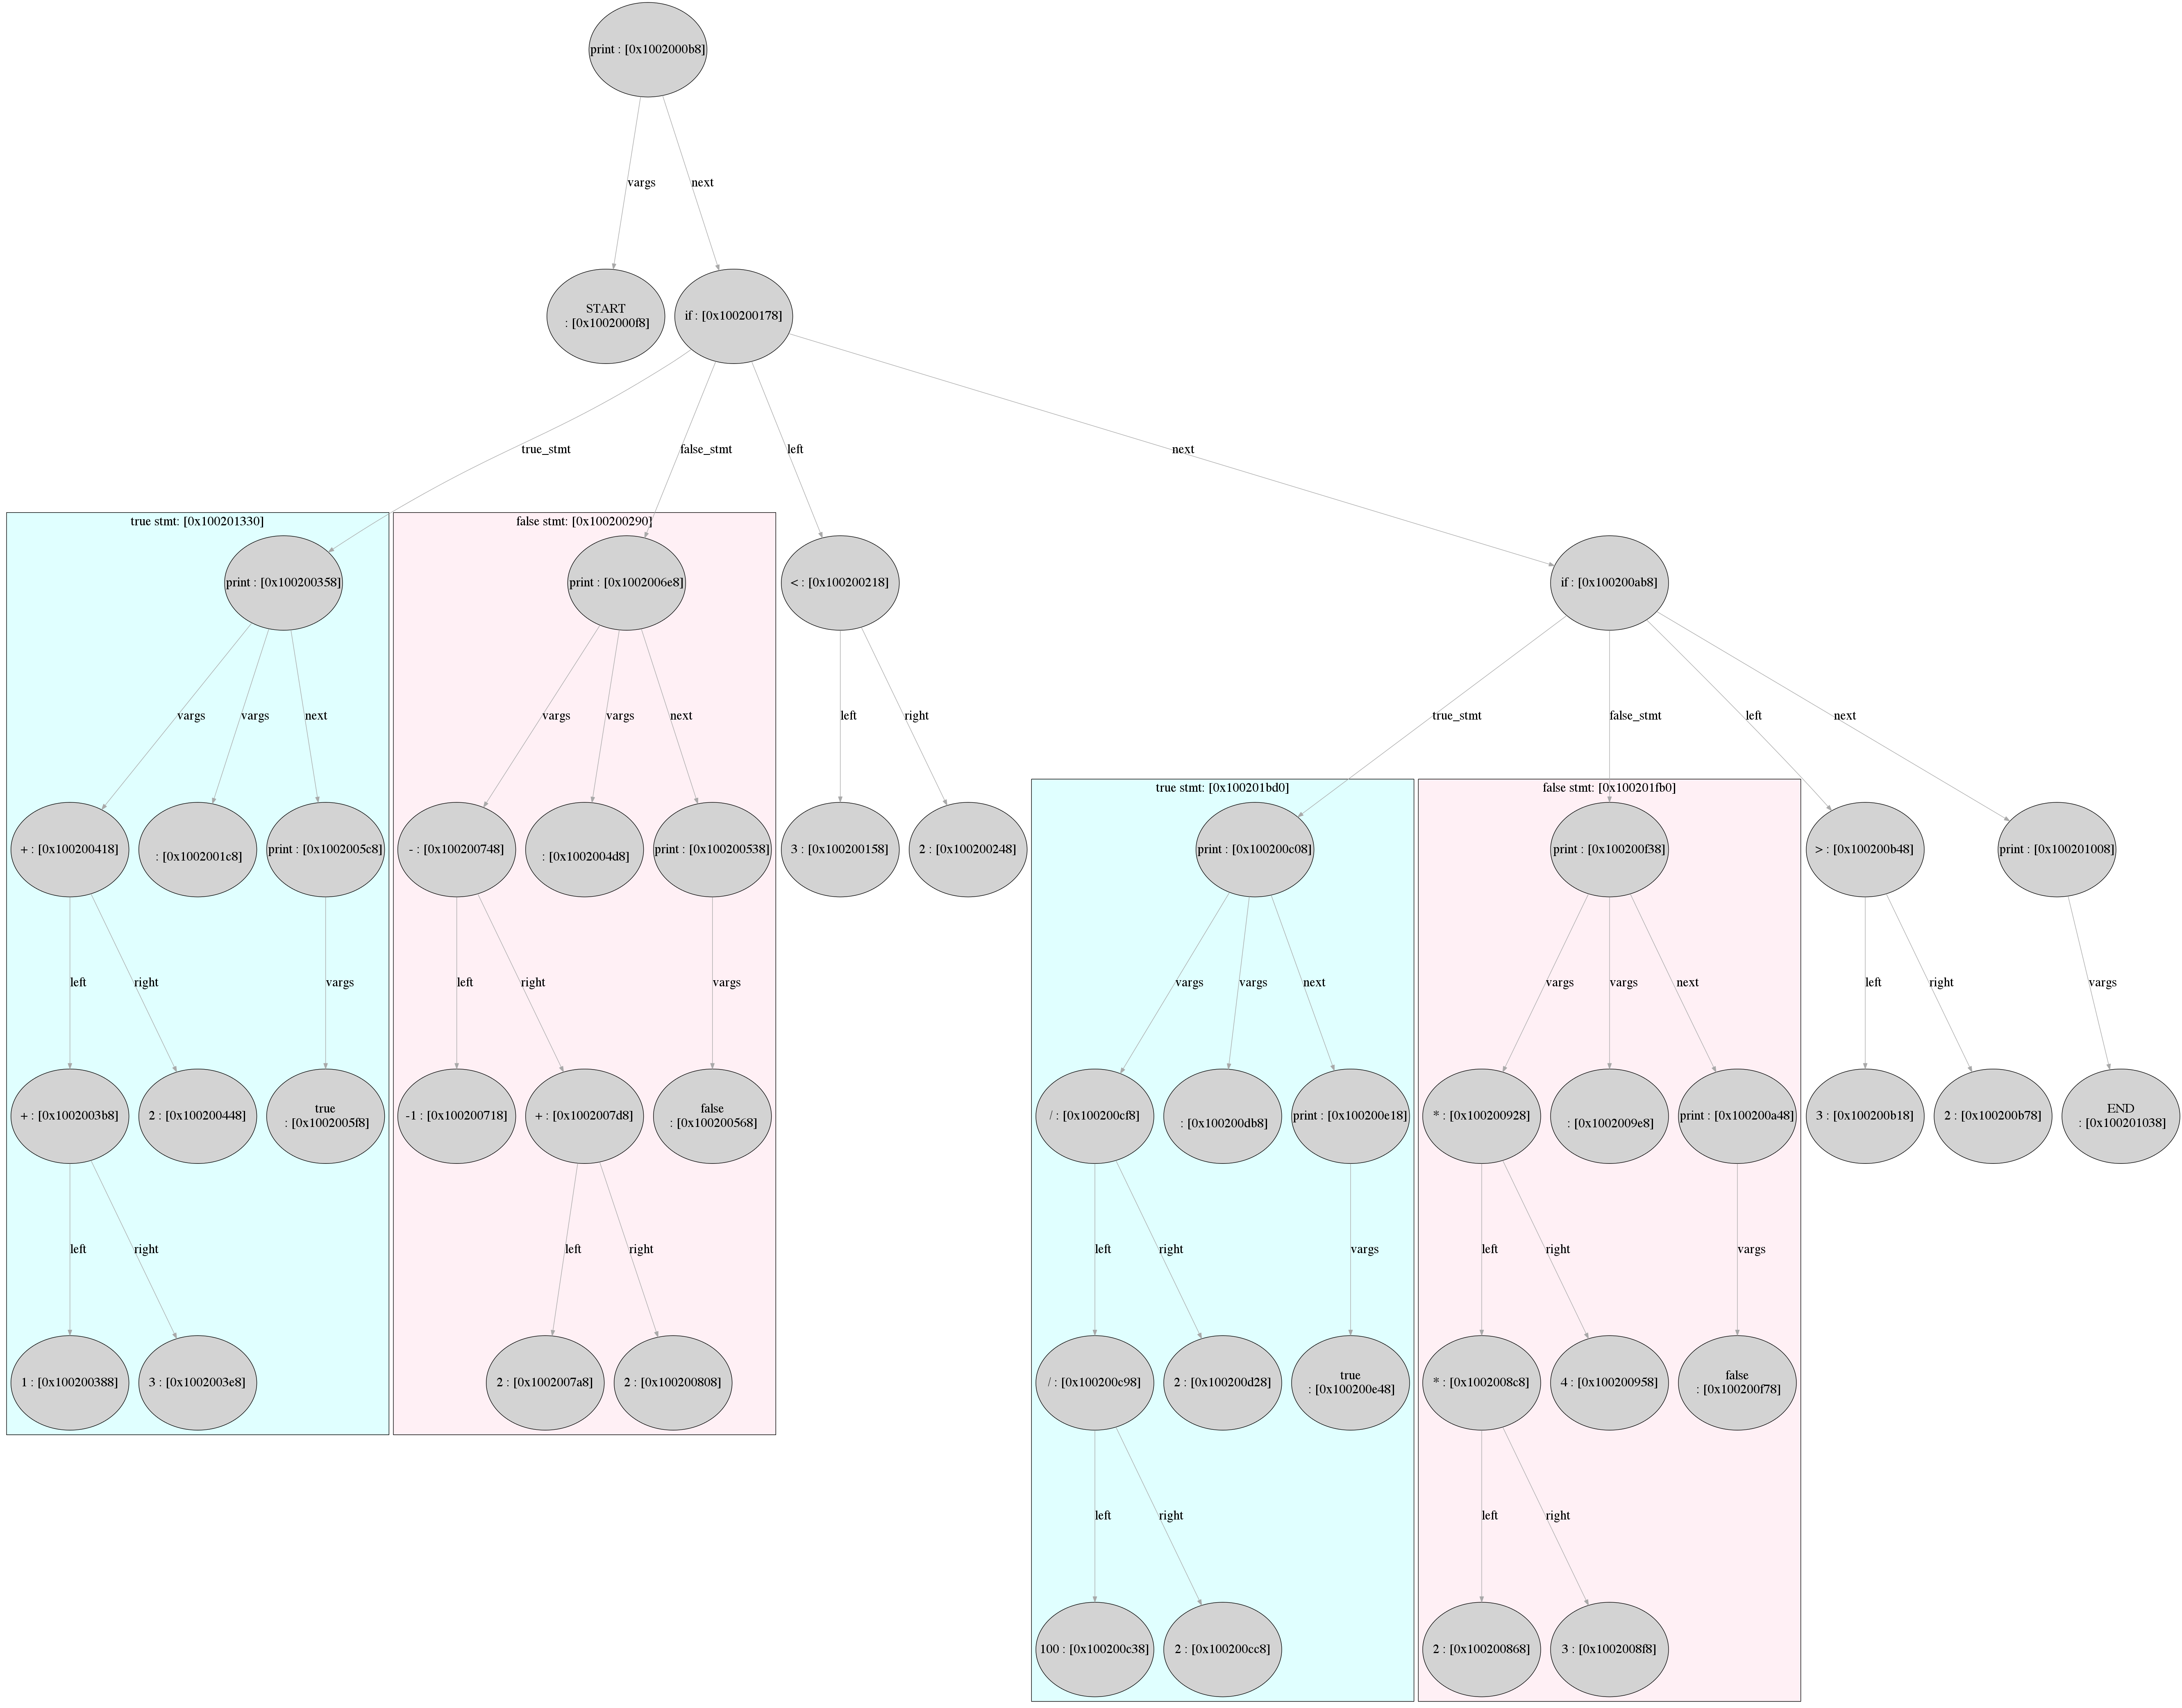 print : [0x1002000b8]
vargs
next
START
: [0x1002000f8]
if : [0x100200178]
true_stmt
false_stmt
left
next
true stmt: [0x100201330]
false stmt: [0x100200290]
print : [0x100200358]
print : [0x1002006e8]
< : [0x100200218]
if : [0x100200ab8]
vargs
vargs
next
vargs
vargs
next
left
right
true_stmt
false_stmt
left
next
true stmt: [0x100201bd0]
false stmt: [0x100201fb0]
+ : [0x100200418]
: [0x1002001c8]
print : [0x1002005c8]
- : [0x100200748]
: [0x1002004d8]
print : [0x100200538]
3 : [0x100200158]
2 : [0x100200248]
print : [0x100200c08]
print : [0x100200f38]
> : [0x100200b48]
print : [0x100201008]
left
right
vargs
left
right
vargs
vargs
vargs
next
vargs
vargs
next
left
right
vargs
+ : [0x1002003b8]
2 : [0x100200448]
true
: [0x1002005f8]
-1 : [0x100200718]
+ : [0x1002007d8]
false
: [0x100200568]
/ : [0x100200cf8]
: [0x100200db8]
print : [0x100200e18]
* : [0x100200928]
: [0x1002009e8]
print : [0x100200a48]
3 : [0x100200b18]
2 : [0x100200b78]
END
: [0x100201038]
left
right
left
right
left
right
vargs
left
right
vargs
1 : [0x100200388]
3 : [0x1002003e8]
2 : [0x1002007a8]
2 : [0x100200808]
/ : [0x100200c98]
2 : [0x100200d28]
true
: [0x100200e48]
* : [0x1002008c8]
4 : [0x100200958]
false
: [0x100200f78]
left
right
left
right
100 : [0x100200c38]
2 : [0x100200cc8]
2 : [0x100200868]
3 : [0x1002008f8]